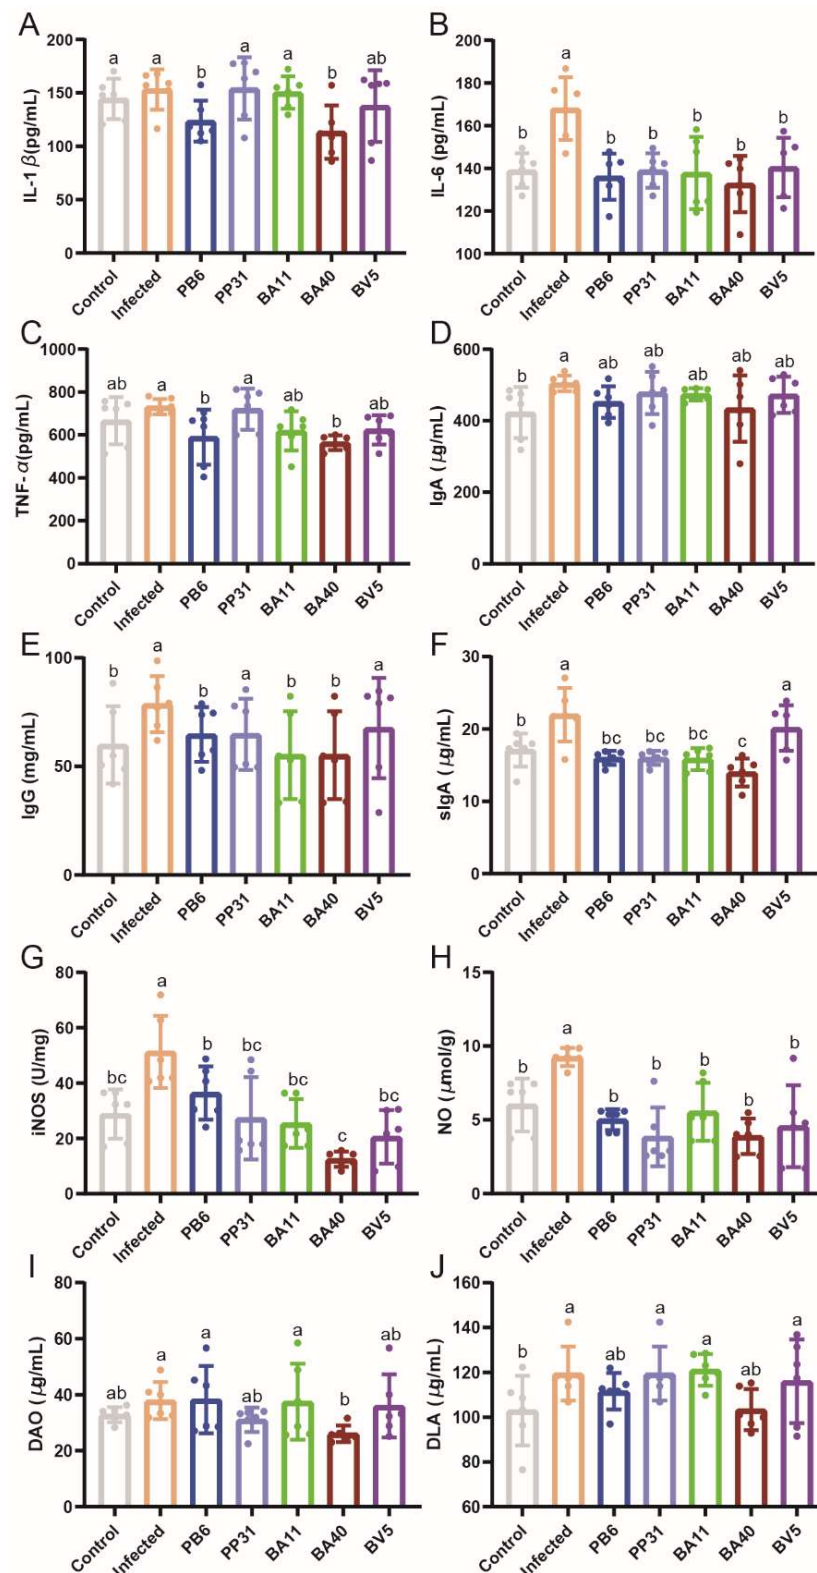 A
IL-1 β(pg/mL)
200
150
100
50
0
a
a
b
a
a
b
ab
Control
Infected
PB6
PP31
BA11
BA40
BV5
B
IL-6 (pg/mL)
200
180
160
140
120
100
b
a
b
b
b
b
b
Control
Infected
PB6
PP31
BA11
BA40
BV5
C
TNF-α(pg/mL)
1000
800
600
400
200
0
ab
a
b
a
ab
b
ab
Control
Infected
PB6
PP31
BA11
BA40
BV5
D
IgA (μg/mL)
600
400
200
0
b
a
ab
ab
ab
ab
ab
Control
Infected
PB6
PP31
BA11
BA40
BV5
E
IgG (mg/mL)
100
50
0
b
a
b
a
b
b
a
Control
Infected
PB6
PP31
BA11
BA40
BV5
F
sIgA (μg/mL)
30
20
10
0
b
a
bc
bc
bc
c
a
Control
Infected
PB6
PP31
BA11
BA40
BV5
G
iNOS (U/mg)
80
60
40
20
0
bc
a
b
bc
bc
c
bc
Control
Infected
PB6
PP31
BA11
BA40
BV5
H
NO (μmol/g)
15
10
5
0
b
a
b
b
b
b
b
Control
Infected
PB6
PP31
BA11
BA40
BV5
I
DAO (μg/mL)
80
60
40
20
0
ab
a
a
ab
a
b
ab
Control
Infected
PB6
PP31
BA11
BA40
BV5
J
DLA (μg/mL)
160
140
120
100
80
60
b
a
ab
a
a
ab
a
Control
Infected
PB6
PP31
BA11
BA40
BV5